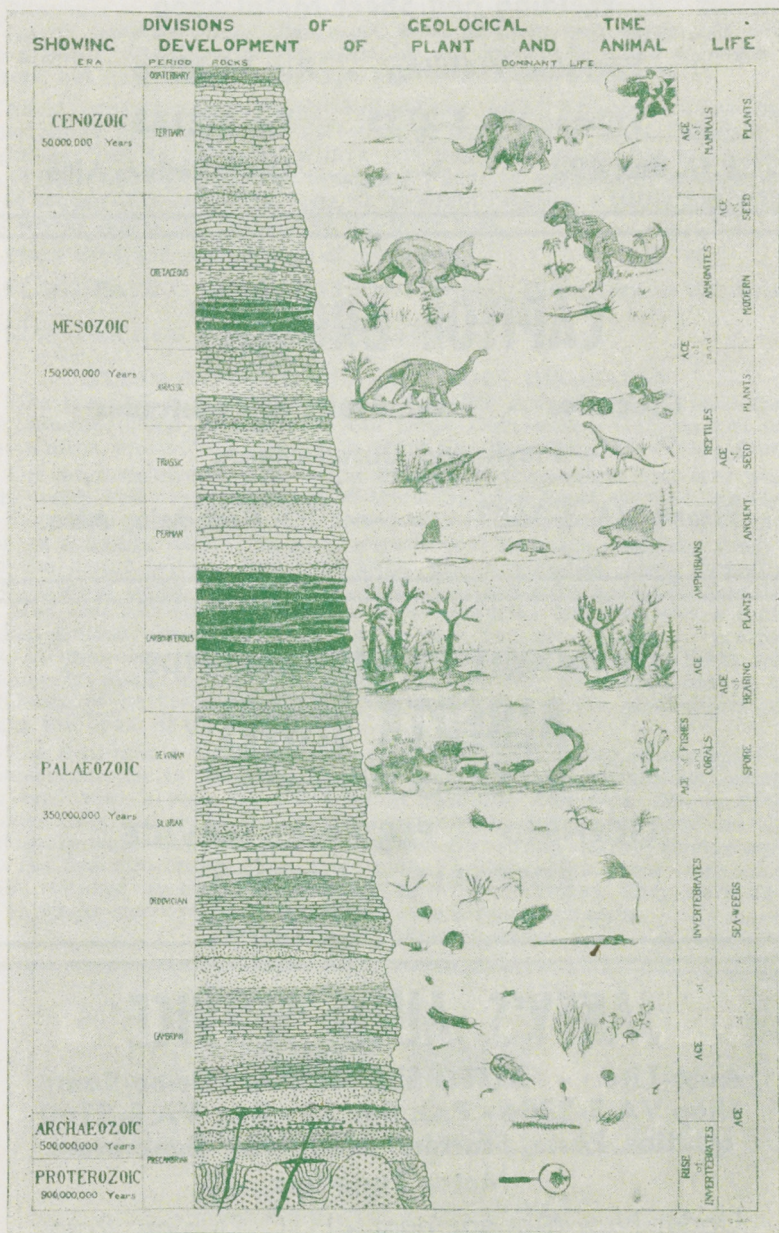 DIVISIONS OF GEOLOGICAL TIME
SHOWING DEVELOPMENT OF PLANT AND ANIMAL LIFE
ERA PERIOD ROCKS DOMINANT LIFE
QUATERNARY
CENOZOIC
50,000,000 Years
TERTIARY
AGE of MAMMALS
AGE of MODERN SEED PLANTS
CRETACEOUS
MESOZOIC
150,000,000 Years
JURASSIC
TRIASSIC
AGE of REPTILES and AMMONITES
AGE of ANCIENT SEED PLANTS
PERMIAN
CARBONIFEROUS
AGE of AMPHIBIANS
AGE of SPORE BEARING PLANTS
DEVONIAN
PALAEOZOIC
350,000,000 Years
AGE of FISHES and CORALS
SILURIAN
ORDOVICIAN
CAMBRIAN
AGE of INVERTEBRATES
AGE of SEA-WEEDS
ARCHAEOZOIC
500,000,000 Years
PRECAMBRIAN
PROTEROZOIC
900,000,000 Years
RISE of INVERTEBRATES